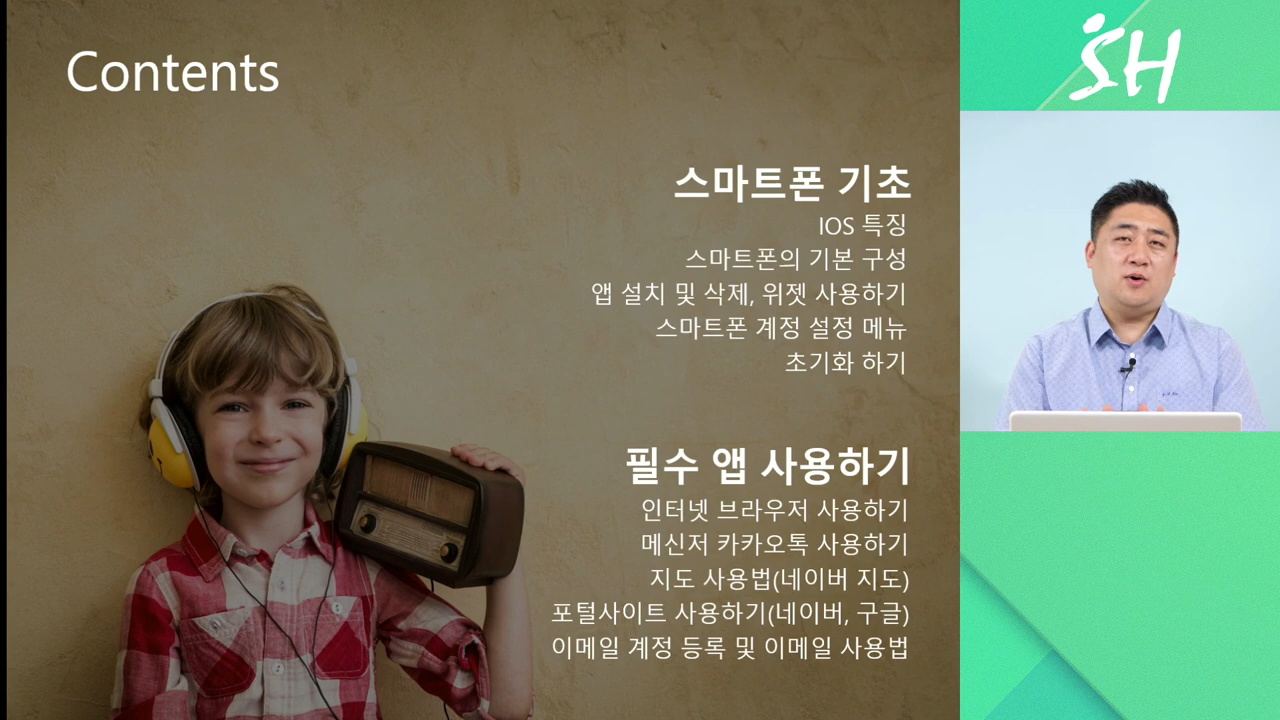 Contents
SH
스마트폰 기초
IOS 특징
스마트폰의 기본 구성
앱 설치 및 삭제, 위젯 사용하기
스마트폰 계정 설정 메뉴
초기화 하기
필수 앱 사용하기
인터넷 브라우저 사용하기
메신저 카카오톡 사용하기
지도 사용법(네이버 지도)
포털사이트 사용하기(네이버, 구글)
이메일 계정 등록 및 이메일 사용법